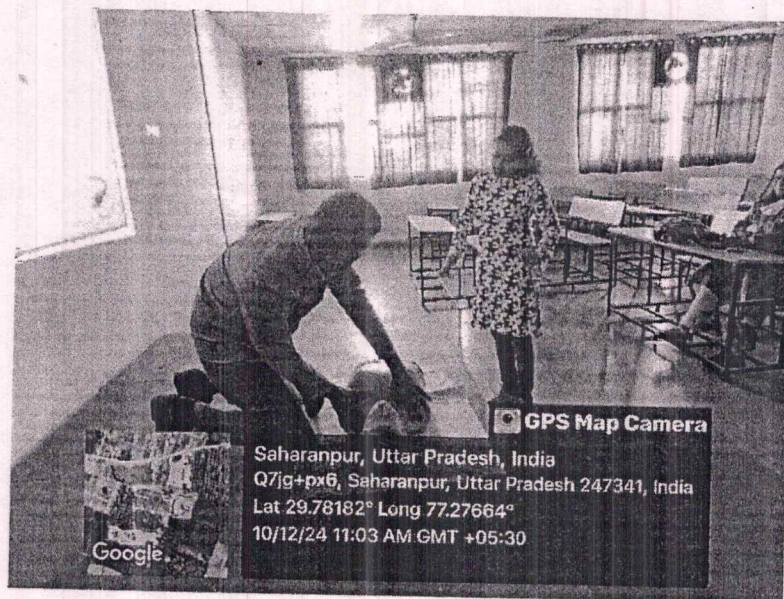 GPS Map Camera
Saharanpur, Uttar Pradesh, India
Q7jg+px6, Saharanpur, Uttar Pradesh 247341, India
Lat 29.78182° Long 77.27664°
10/12/24 11:03 AM GMT +05:30
Google